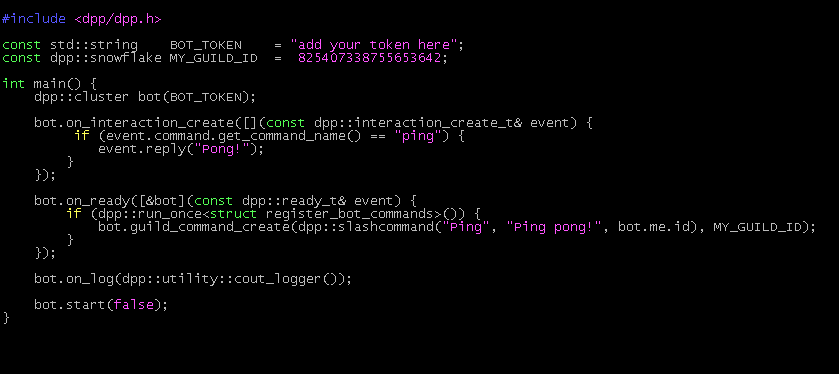 #include <dpp/dpp.h>

const std::string   BOT_TOKEN    = "add your token here";
const dpp::snowflake MY_GUILD_ID  =  825407338755653642;

int main() {
    dpp::cluster bot(BOT_TOKEN);

    bot.on_interaction_create([](const dpp::interaction_create_t& event) {
         if (event.command.get_command_name() == "ping") {
            event.reply("Pong!");
        }
    });

    bot.on_ready([&bot](const dpp::ready_t& event) {
        if (dpp::run_once<struct register_bot_commands>()) {
            bot.guild_command_create(dpp::slashcommand("Ping", "Ping pong!", bot.me.id), MY_GUILD_ID);
        }
    });

    bot.on_log(dpp::utility::cout_logger());

    bot.start(false);
}